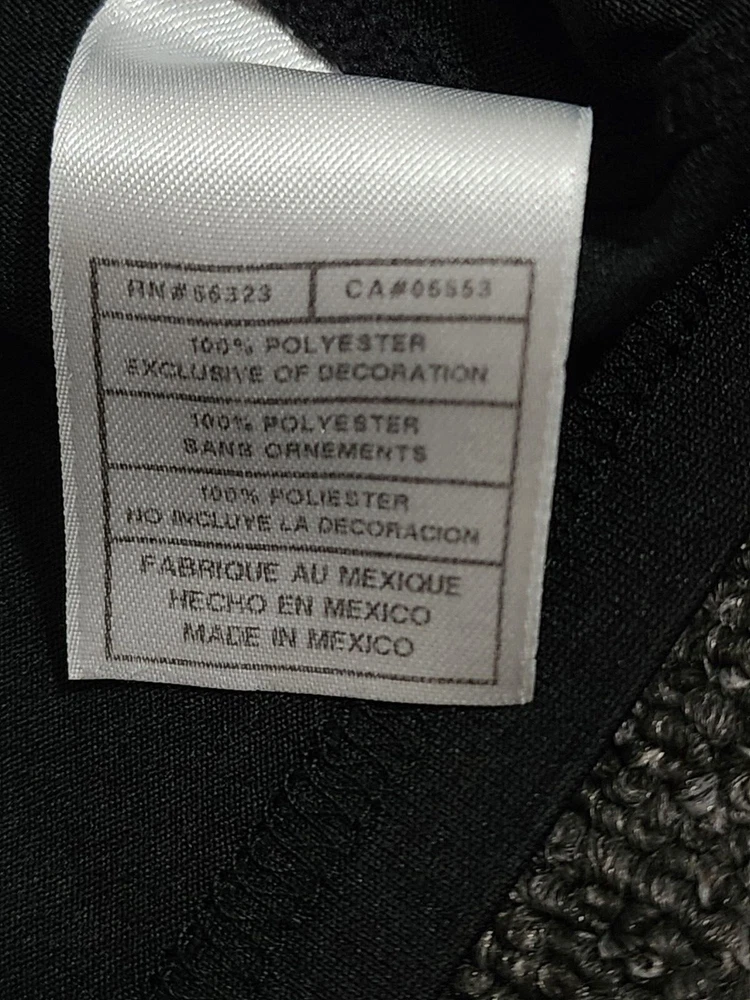 RN#56323 CA#05553
100% POLYESTER
EXCLUSIVE OF DECORATION
100% POLYESTER
SANS ORNEMENTS
100% POLIESTER
NO INCLUYE LA DECORACION
FABRIQUE AU MEXIQUE
HECHO EN MEXICO
MADE IN MEXICO